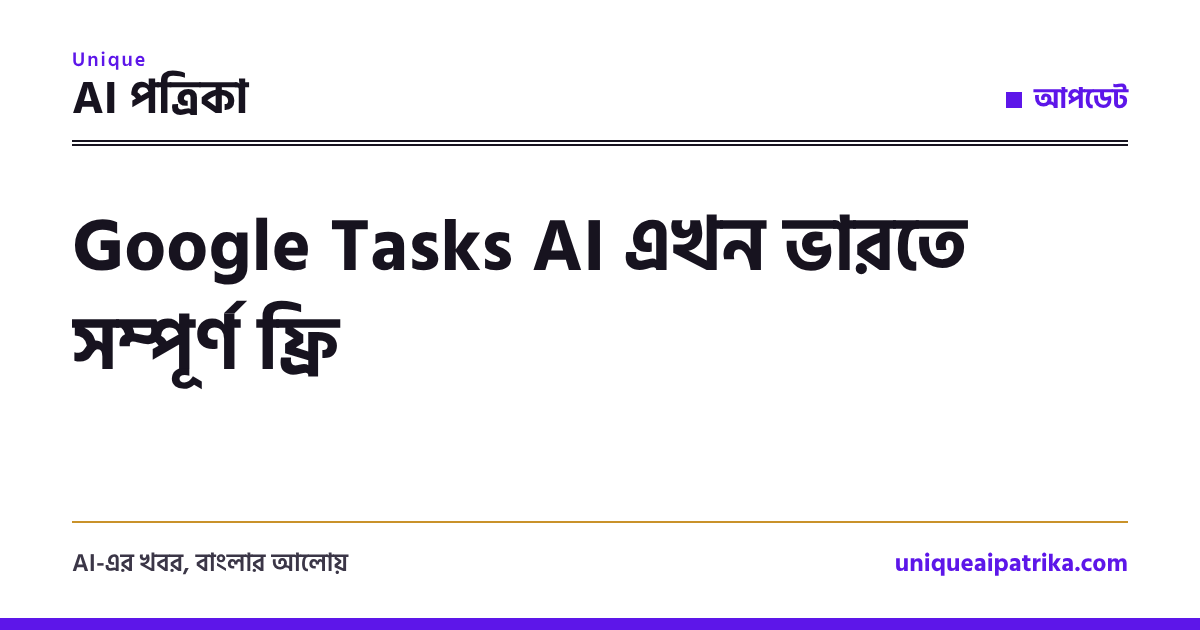 Unique
AI পত্রিকা
আপডেট
Google Tasks AI এখন ভারতে
সম্পূর্ণ ফ্রি
AI-এর খবর, বাংলার আলোয়
uniqueaipatrika.com